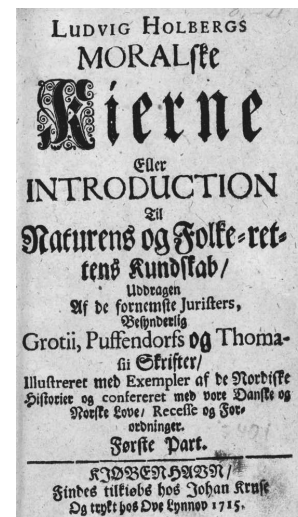 LUDVIG HOLBERGS
MORALske
Kierne
Eller
INTRODUCTION
Til
Naturens og Folke-ret-
tens Kundskab/
Uddragen
Af de fornemste Juristers,
Besynderlig
Grotii, Puffendorfs og Thoma-
sii Skrifter/
Illustreret med Exempler af de Nordiske
Historier og confereret med vore Danske og
Norske Love/ Recesse og For-
ordninger.
Første Part.
KIØBENHAVN/
Findes tilkiøbs hos Johan Kruse
Og trykt hos Ove Lynnov 1715.